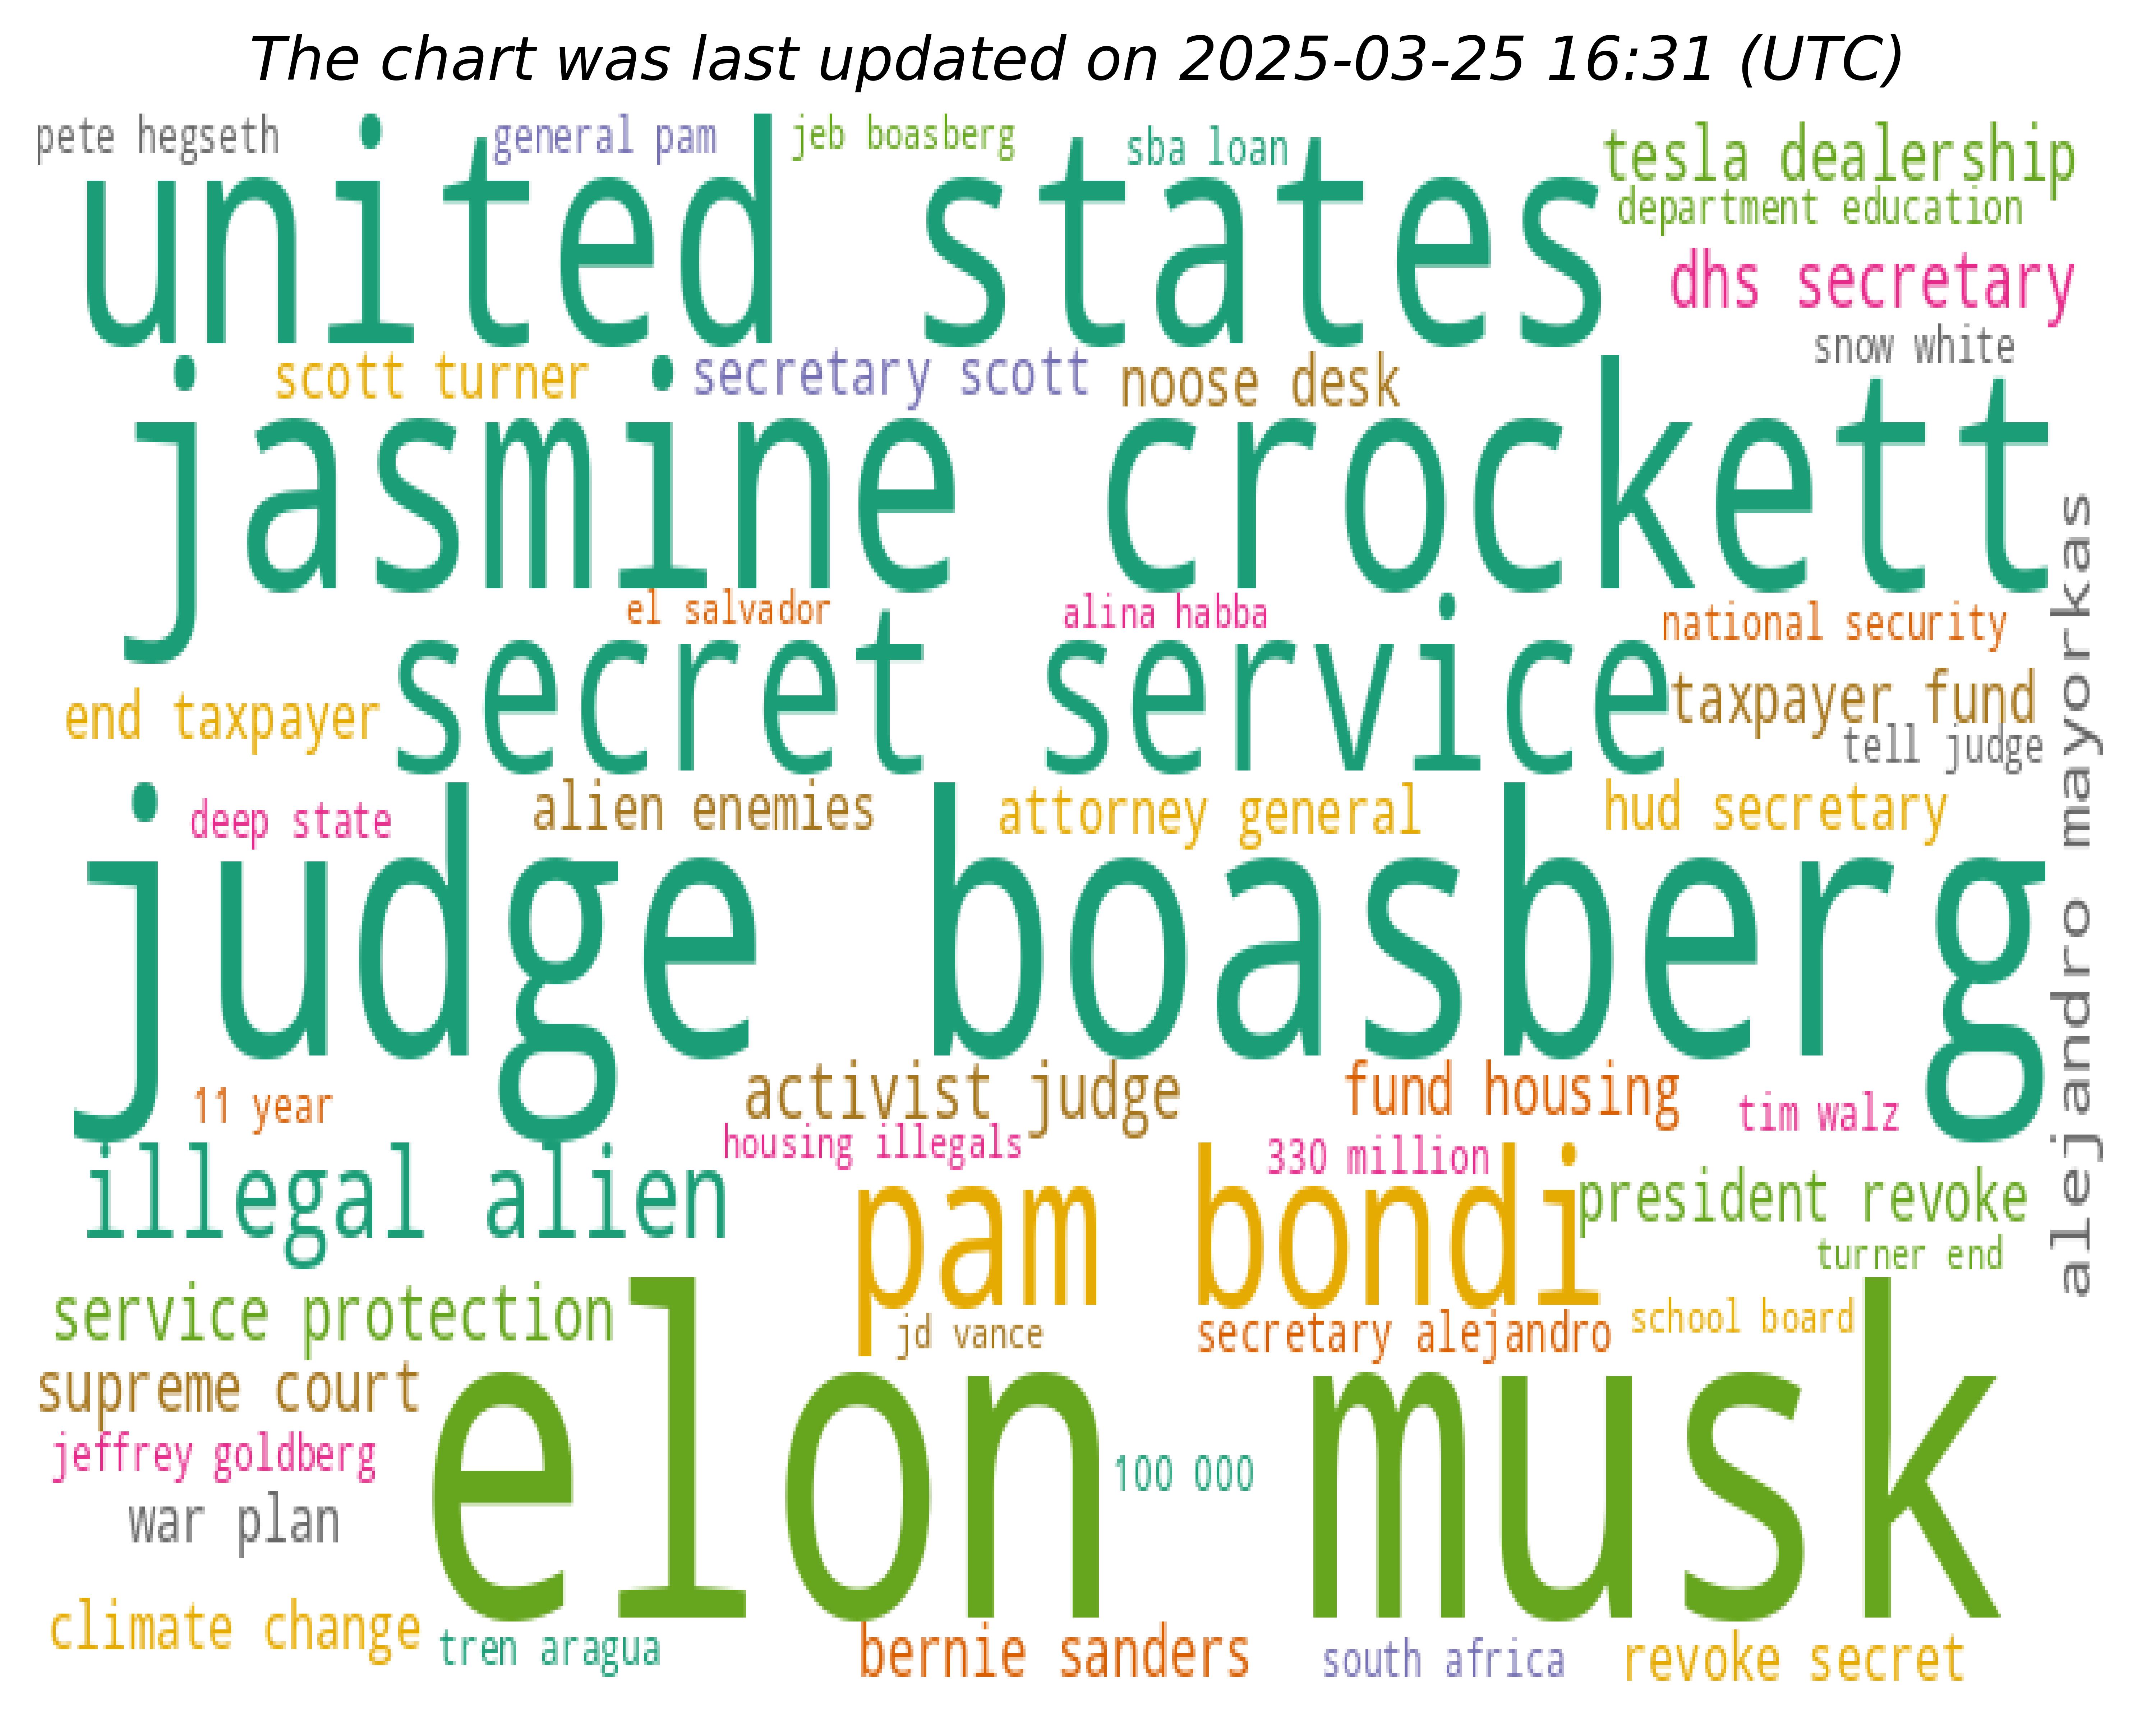 The chart was last updated on 2025-03-25 16:31 (UTC)
pete hegseth
general pam
jeb boasberg
sba loan
tesla dealership
united states
department education
dhs secretary
snow white
scott turner
secretary scott
noose desk
jasmine crockett
el salvador
alina habba
national security
secret service
end taxpayer
taxpayer fund
tell judge
alejandro mayorkas
deep state
alien enemies
attorney general
hud secretary
judge boasberg
11 year
activist judge
fund housing
tim walz
housing illegals
330 million
illegal alien
pam bondi
president revoke
turner end
service protection
jd vance
secretary alejandro
school board
supreme court
elon musk
jeffrey goldberg
100 000
war plan
climate change
tren aragua
bernie sanders
south africa
revoke secret